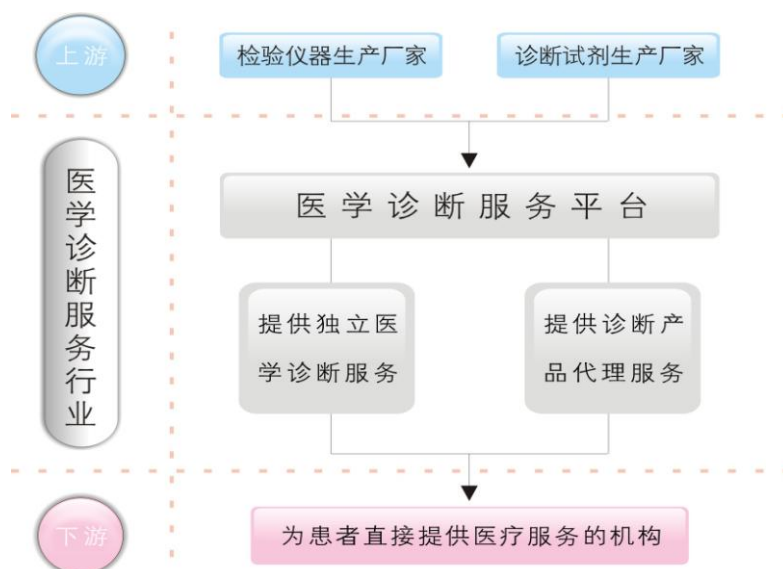 上游
检验仪器生产厂家
诊断试剂生产厂家
医学诊断服务行业
医学诊断服务平台
提供独立医
学诊断服务
提供诊断产
品代理服务
下游
为患者直接提供医疗服务的机构